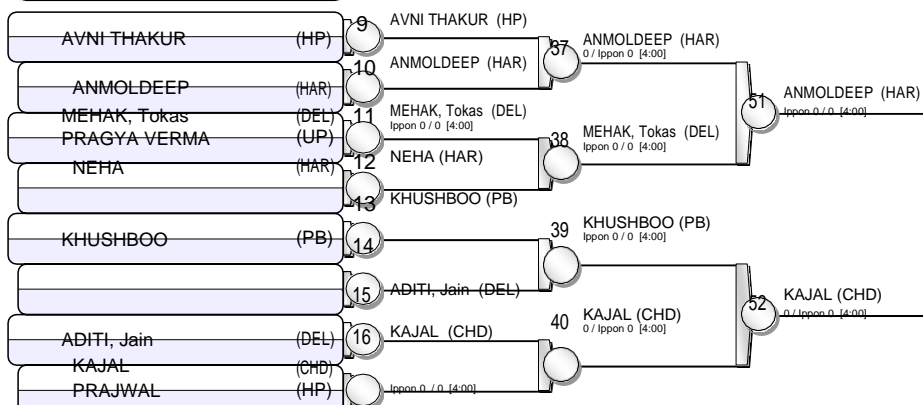 AVNI THAKUR (HP)
ANMOLDEEP (HAR)
MEHAK, Tokas (DEL)
PRAGYA VERMA (UP)
NEHA (HAR)
KHUSHBOO (PB)
ADITI, Jain (DEL)
KAJAL (CHD)
PRAJWAL (HP)
9
AVNI THAKUR (HP)
10
ANMOLDEEP (HAR)
11
MEHAK, Tokas (DEL)
Ippon 0 / 0 [4:00]
12
NEHA (HAR)
13
KHUSHBOO (PB)
14
15
ADITI, Jain (DEL)
16
KAJAL (CHD)
Ippon 0 / 0 [4:00]
37
ANMOLDEEP (HAR)
0 / Ippon 0 [4:00]
38
MEHAK, Tokas (DEL)
Ippon 0 / 0 [4:00]
39
KHUSHBOO (PB)
Ippon 0 / 0 [4:00]
40
KAJAL (CHD)
0 / Ippon 0 [4:00]
51
ANMOLDEEP (HAR)
Ippon 0 / 0 [4:00]
52
KAJAL (CHD)
0 / Ippon 0 [4:00]